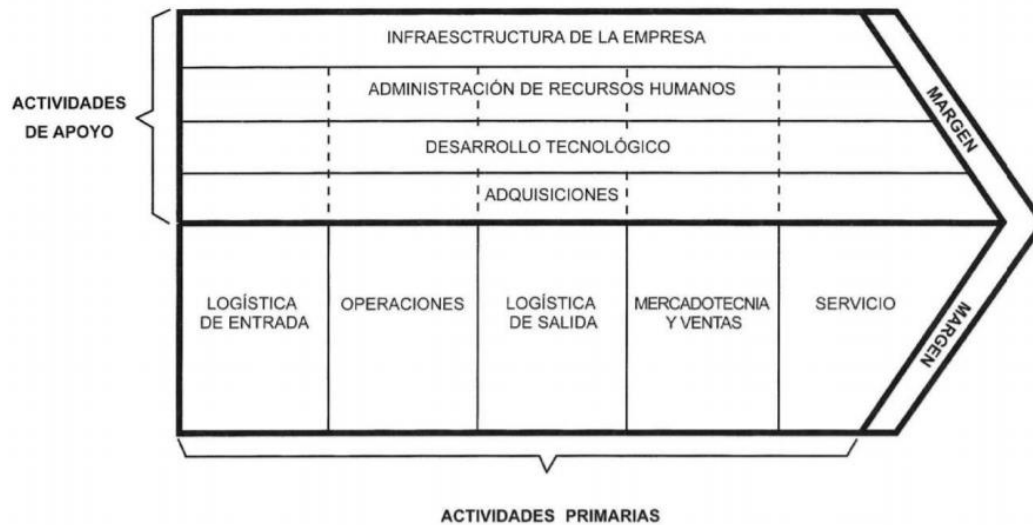 INFRAESCTRUCTURA DE LA EMPRESA
ADMINISTRACIÓN DE RECURSOS HUMANOS
ACTIVIDADES
DE APOYO
DESARROLLO TECNOLÓGICO
ADQUISICIONES
MARGEN
LOGÍSTICA
DE ENTRADA
OPERACIONES
LOGÍSTICA
DE SALIDA
MERCADOTECNIA
Y VENTAS
SERVICIO
MARGEN
ACTIVIDADES PRIMARIAS